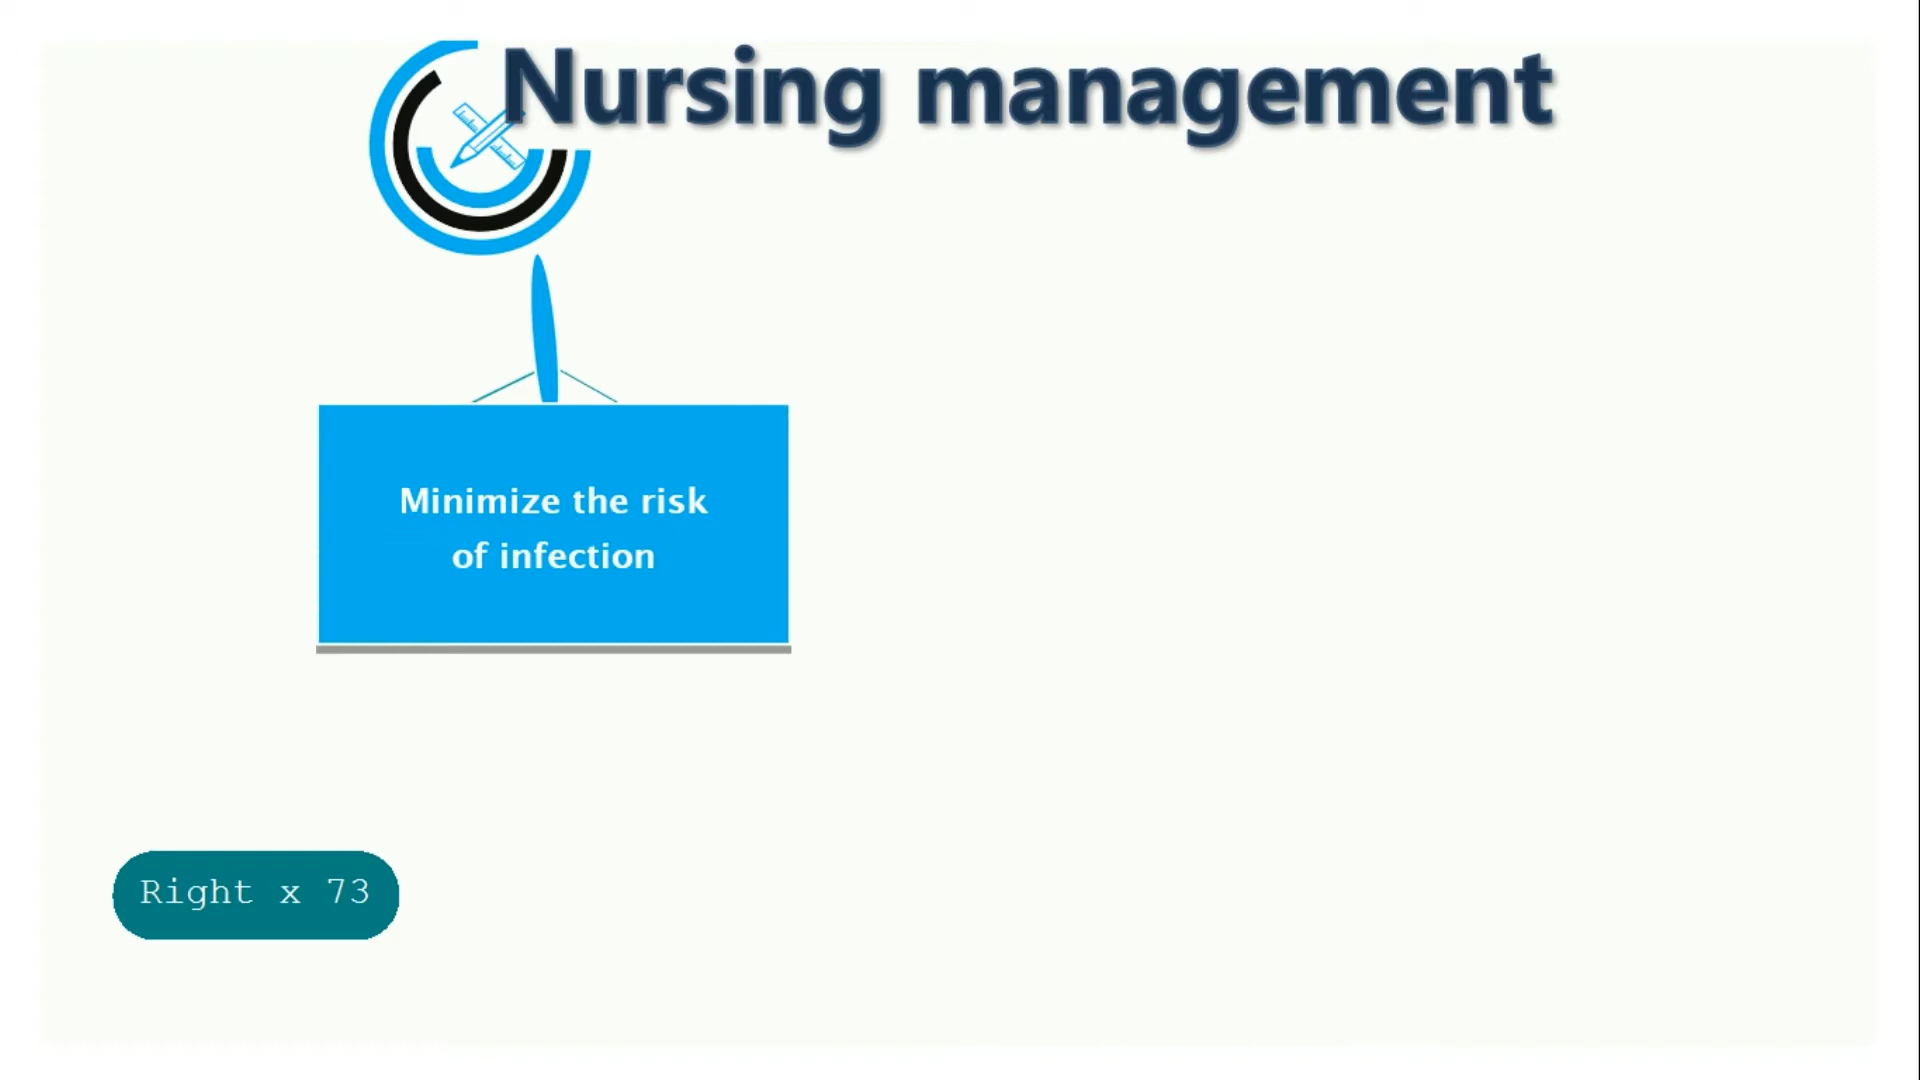 Nursing management
Minimize the risk
of infection
Right x 73